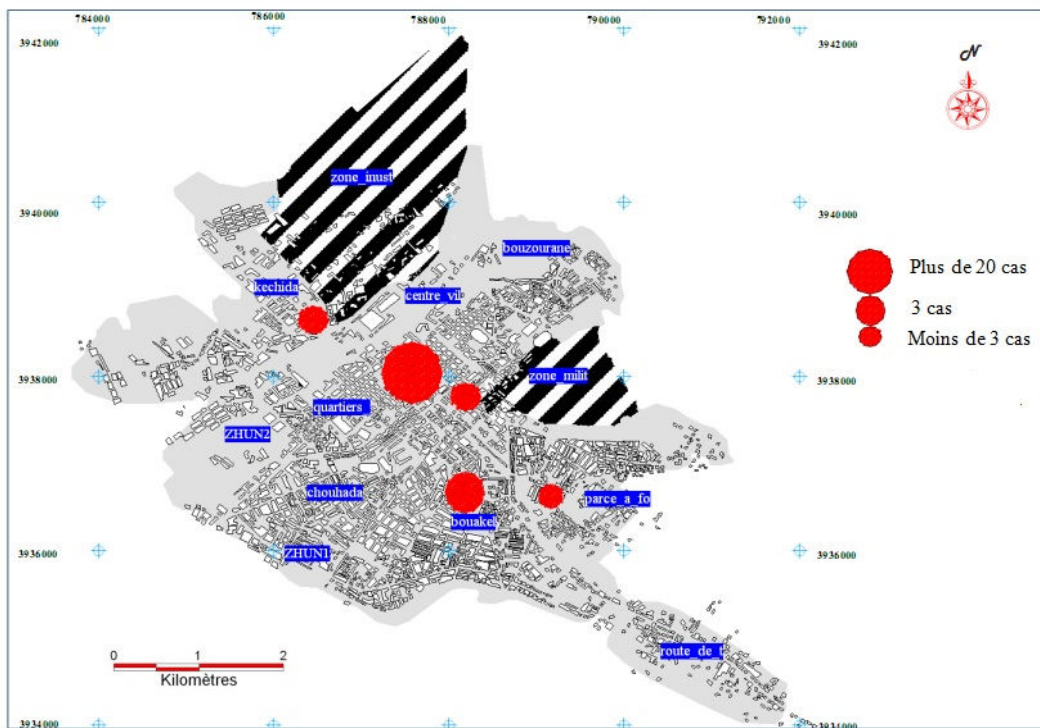 784000 786000 788000 790000 792000
3942000 3942000
N
zone_inust
3940000 3940000
bouzourane
kechida
centre_vil
Plus de 20 cas
3 cas
Moins de 3 cas
3938000 3938000
zone_milit
quartiers_
ZHUN2
chouhada
parce_a_fo
bouakel
3936000 3936000
ZHUN1
route_de_t
0 1 2
Kilomètres
3934000 3934000